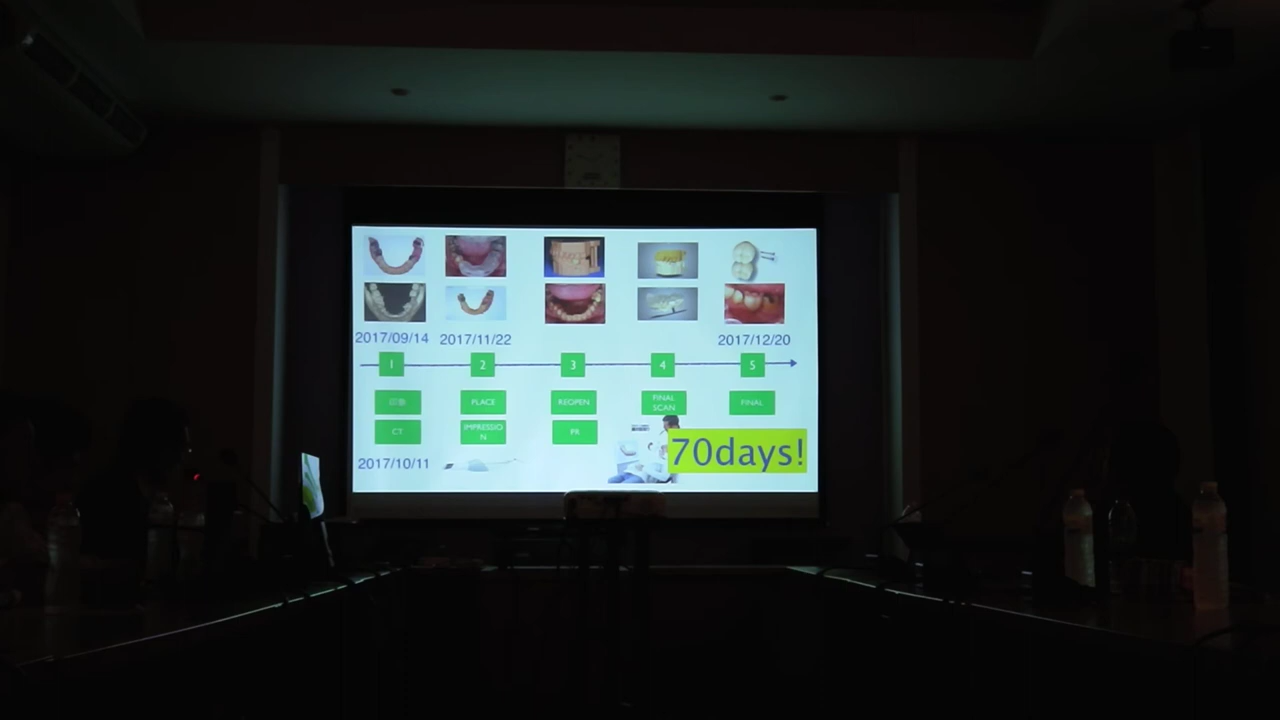 2017/09/14
2017/11/22
2017/12/20
1
2
3
4
5
PLACE
REOPEN
FINAL
SCAN
FINAL
CT
IMPRESSIO
N
PR
2017/10/11
70days!